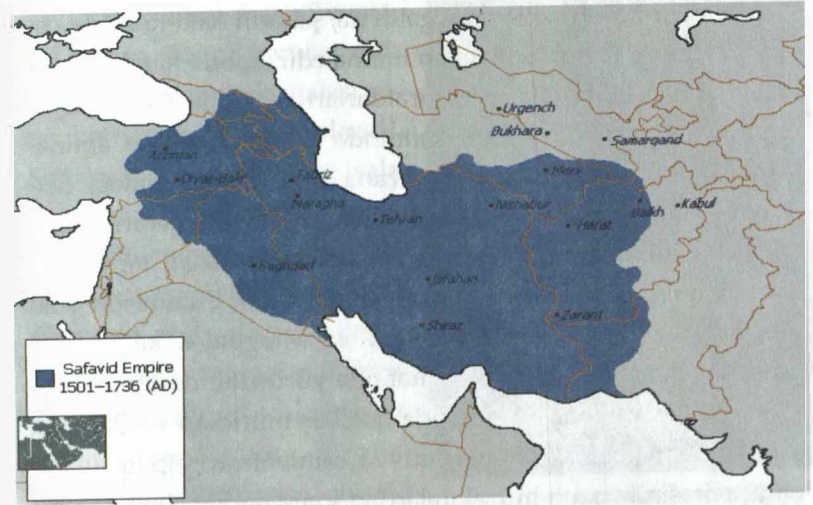 Urgench
Bukhara
Samarqand
Arzinjan
Diyar-Bakr
Tabriz
Maragha
Tehran
Merv
Nishabur
Herat
Balkh
Kabul
Baghdad
Isfahan
Shiraz
Zaranj
Safavid Empire
1501–1736 (AD)